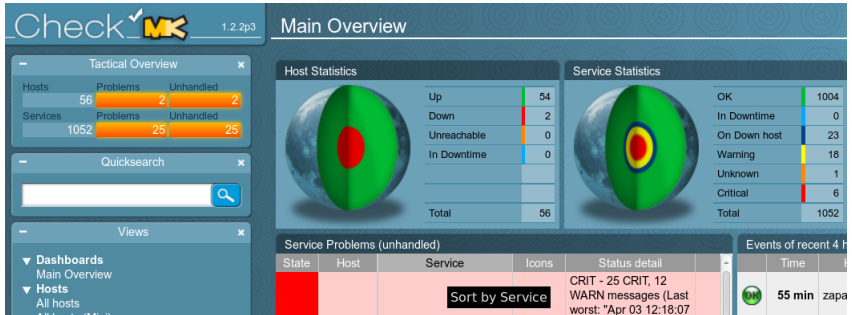 Check MK 1.2.2p3 Main Overview
Tactical Overview
Hosts Problems Unhandled
56 2 2
Services Problems Unhandled
1052 25 25
Quicksearch
Views
Dashboards
Main Overview
Hosts
All hosts
Host Statistics
Up 54
Down 2
Unreachable 0
In Downtime 0
Total 56
Service Statistics
OK 1004
In Downtime 0
On Down host 23
Warning 18
Unknown 1
Critical 6
Total 1052
Service Problems (unhandled)
State Host Service Icons Status detail
Sort by Service
CRIT - 25 CRIT, 12
WARN messages (Last
worst: "Apr 03 12:18:07
Events of recent 4 h
Time
OK 55 min zapa